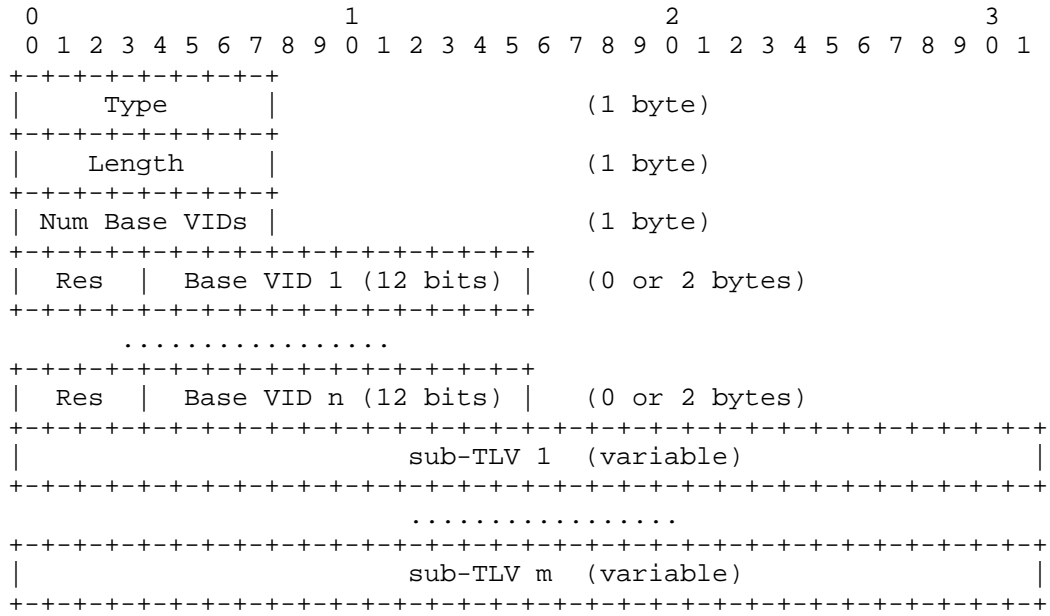 0                   1                   2                   3
 0 1 2 3 4 5 6 7 8 9 0 1 2 3 4 5 6 7 8 9 0 1 2 3 4 5 6 7 8 9 0 1
+-+-+-+-+-+-+-+-+
|     Type      |                   (1 byte)
+-+-+-+-+-+-+-+-+
|    Length     |                   (1 byte)
+-+-+-+-+-+-+-+-+
| Num Base VIDs |                   (1 byte)
+-+-+-+-+-+-+-+-+-+-+-+-+-+-+-+-+
|  Res  |  Base VID 1 (12 bits) |   (0 or 2 bytes)
+-+-+-+-+-+-+-+-+-+-+-+-+-+-+-+-+
       .................
+-+-+-+-+-+-+-+-+-+-+-+-+-+-+-+-+
|  Res  |  Base VID n (12 bits) |   (0 or 2 bytes)
+-+-+-+-+-+-+-+-+-+-+-+-+-+-+-+-+-+-+-+-+-+-+-+-+-+-+-+-+-+-+-+-+
|                        sub-TLV 1  (variable)                  |
+-+-+-+-+-+-+-+-+-+-+-+-+-+-+-+-+-+-+-+-+-+-+-+-+-+-+-+-+-+-+-+-+
                         .................
+-+-+-+-+-+-+-+-+-+-+-+-+-+-+-+-+-+-+-+-+-+-+-+-+-+-+-+-+-+-+-+-+
|                        sub-TLV m  (variable)                  |
+-+-+-+-+-+-+-+-+-+-+-+-+-+-+-+-+-+-+-+-+-+-+-+-+-+-+-+-+-+-+-+-+